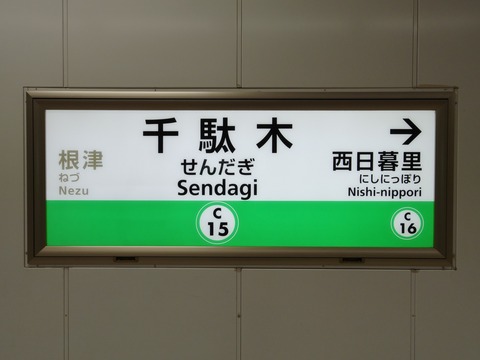 千駄木
せんだぎ
Sendagi
C
15
根津
ねづ
Nezu
→
西日暮里
にしにっぽり
Nishi-nippori
C
16